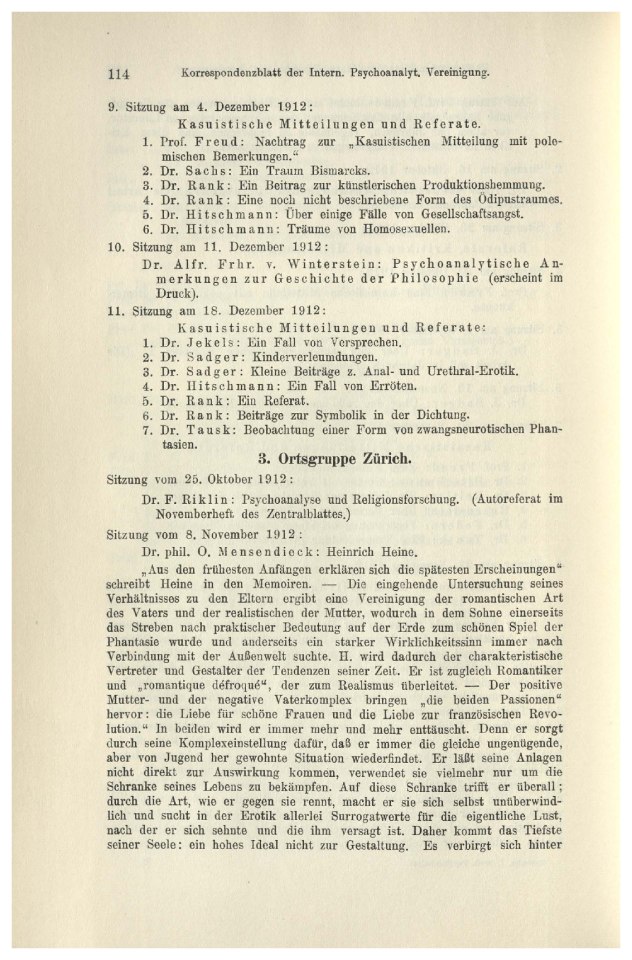 114 Korrespondenzblatt der Intern. Psychoanalyt. Vereinigung.
9. Sitzung am 4. Dezember 1912:
Kasuistische Mitteilungen und Referate.
1. Prof. Freud: Nachtrag zur „Kasuistischen Mitteilung mit pole-
mischen Bemerkungen.“
2. Dr. Sachs: Ein Traum Bismarcks.
3. Dr. Rank: Ein Beitrag zur künstlerischen Produktionshemmung.
4. Dr. Rank: Eine noch nicht beschriebene Form des Ödipustraumes.
5. Dr. Hitschmann: Über einige Fälle von Gesellschaftsangst.
6. Dr. Hitschmann: Träume von Homosexuellen.
10. Sitzung am 11. Dezember 1912:
Dr. Alfr. Frhr. v. Winterstein: Psychoanalytische An-
merkungen zur Geschichte der Philosophie (erscheint im
Druck).
11. Sitzung am 18. Dezember 1912:
Kasuistische Mitteilungen und Referate:
1. Dr. Jekels: Ein Fall von Versprechen.
2. Dr. Sadger: Kinderverleumdungen.
3. Dr. Sadger: Kleine Beiträge z. Anal- und Urethral-Erotik.
4. Dr. Hitschmann: Ein Fall von Erröten.
5. Dr. Rank: Ein Referat.
6. Dr. Rank: Beiträge zur Symbolik in der Dichtung.
7. Dr. Tausk: Beobachtung einer Form von zwangsneurotischen Phan-
tasien.
3. Ortsgruppe Zürich.
Sitzung vom 25. Oktober 1912:
Dr. F. Riklin: Psychoanalyse und Religionsforschung. (Autoreferat im
Novemberheft des Zentralblattes.)
Sitzung vom 8. November 1912:
Dr. phil. O. Mensendieck: Heinrich Heine.
„Aus den frühesten Anfängen erklären sich die spätesten Erscheinungen“
schreibt Heine in den Memoiren. — Die eingehende Untersuchung seines
Verhältnisses zu den Eltern ergibt eine Vereinigung der romantischen Art
des Vaters und der realistischen der Mutter, wodurch in dem Sohne einerseits
das Streben nach praktischer Bedeutung auf der Erde zum schönen Spiel der
Phantasie wurde und anderseits ein starker Wirklichkeitssinn immer nach
Verbindung mit der Außenwelt suchte. H. wird dadurch der charakteristische
Vertreter und Gestalter der Tendenzen seiner Zeit. Er ist zugleich Romantiker
und „romantique défroqué“, der zum Realismus überleitet. — Der positive
Mutter- und der negative Vaterkomplex bringen „die beiden Passionen“
hervor: die Liebe für schöne Frauen und die Liebe zur französischen Revo-
lution.“ In beiden wird er immer mehr und mehr enttäuscht. Denn er sorgt
durch seine Komplexeinstellung dafür, daß er immer die gleiche ungenügende,
aber von Jugend her gewohnte Situation wiederfindet. Er läßt seine Anlagen
nicht direkt zur Auswirkung kommen, verwendet sie vielmehr nur um die
Schranke seines Lebens zu bekämpfen. Auf diese Schranke trifft er überall;
durch die Art, wie er gegen sie rennt, macht er sie sich selbst unüberwind-
lich und sucht in der Erotik allerlei Surrogatwerte für die eigentliche Lust,
nach der er sich sehnte und die ihm versagt ist. Daher kommt das Tiefste
seiner Seele: ein hohes Ideal nicht zur Gestaltung. Es verbirgt sich hinter